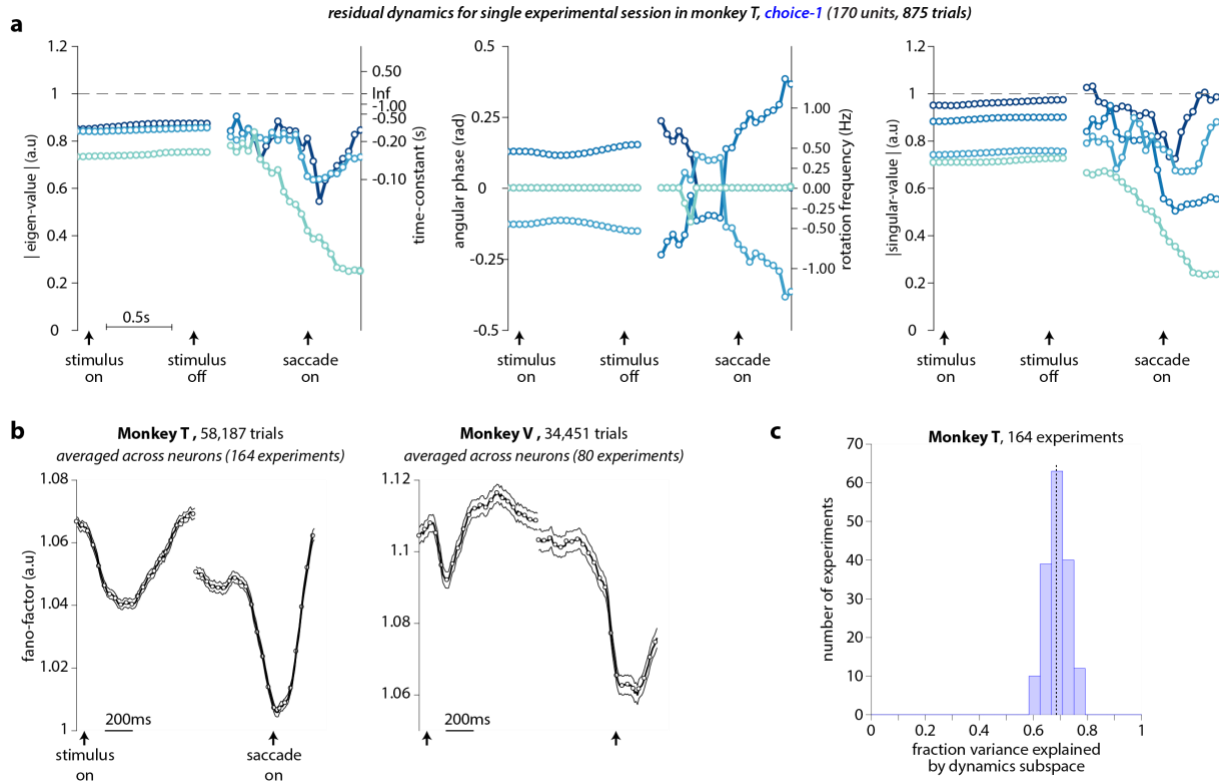 residual dynamics for single experimental session in monkey T, choice-1 (170 units, 875 trials)
a
1.2
1
0.8
0.6
0.4
0.2
0
| eigen-value | (a.u)
0.50
Inf
-1.00
-0.50
-0.20
-0.10
time-constant (s)
0.5s
stimulus on
stimulus off
saccade on
0.5
0.25
0
-0.25
-0.5
angular phase (rad)
1.00
0.50
0.25
0.00
-0.25
-0.50
-1.00
rotation frequency (Hz)
stimulus on
stimulus off
saccade on
1.2
1
0.8
0.6
0.4
0.2
0
|singular-value| (a.u)
stimulus on
stimulus off
saccade on
b
Monkey T , 58,187 trials
averaged across neurons (164 experiments)
1.08
1.06
1.04
1.02
1
fano-factor (a.u)
200ms
stimulus on
saccade on
Monkey V , 34,451 trials
averaged across neurons (80 experiments)
1.12
1.1
1.08
1.06
200ms
c
Monkey T, 164 experiments
70
60
50
40
30
20
10
0
number of experiments
0 0.2 0.4 0.6 0.8 1
fraction variance explained
by dynamics subspace